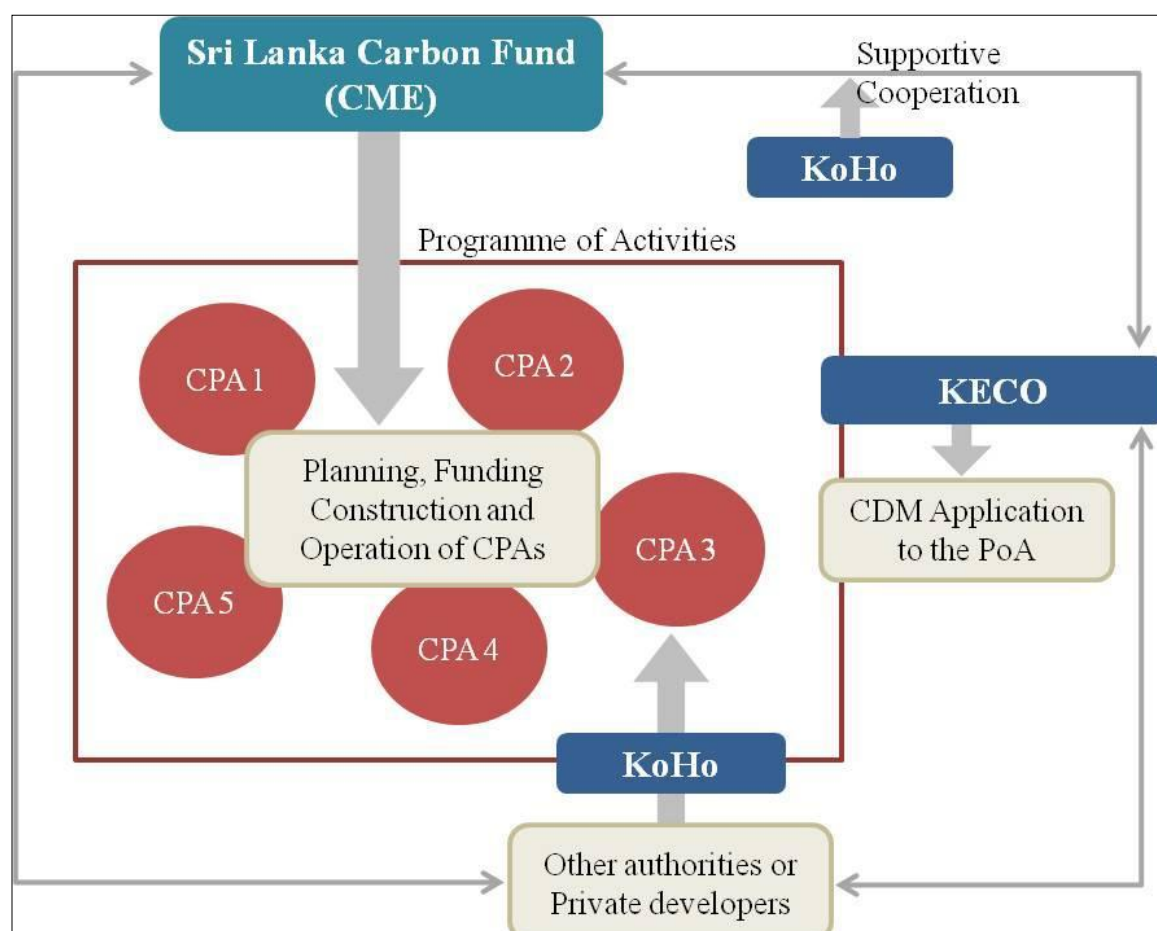 Sri Lanka Carbon Fund
(CME)
Supportive
Cooperation
KoHo
Programme of Activities
CPA 1
CPA 2
KECO
Planning, Funding
Construction and
Operation of CPAs
CDM Application
to the PoA
CPA 3
CPA 5
CPA 4
KoHo
Other authorities or
Private developers